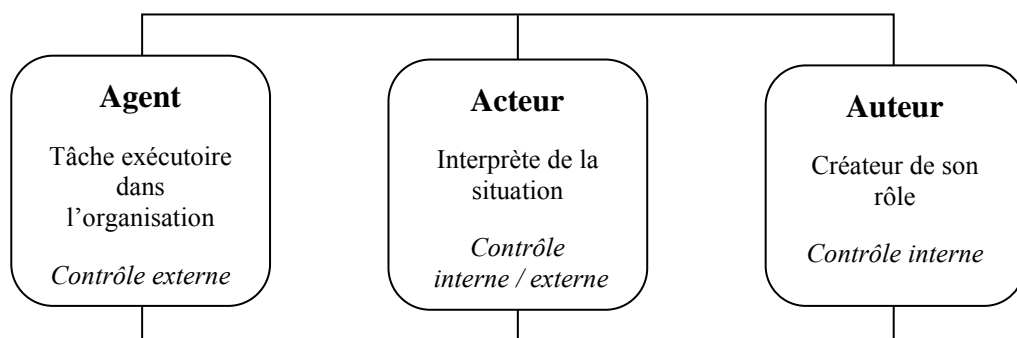 Agent
Tâche exécutoire
dans
l’organisation
Contrôle externe
Acteur
Interprète de la
situation
Contrôle
interne / externe
Auteur
Créateur de son
rôle
Contrôle interne